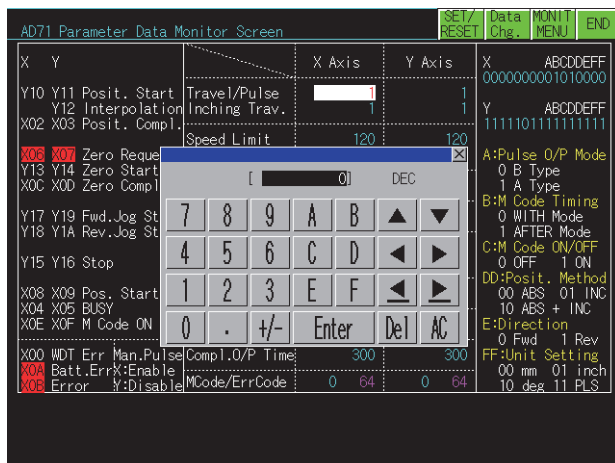 AD71 Parameter Data Monitor Screen SET/ RESET Data Chg. MONIT MENU END
X Y X Axis Y Axis X ABCDDEFF
0000000001010000
Y10 Y11 Posit. Start Travel/Pulse 1 1
Y12 Interpolation Inching Trav. 1 1 Y ABCDDEFF
X02 X03 Posit. Compl. 1111101111111111
Speed Limit 120 120
X06 X07 Zero Reque A:Pulse O/P Mode
Y13 Y14 Zero Start 0 B Type
X0C X0D Zero Compl [ 0] DEC 1 A Type
B:M Code Timing
Y17 Y19 Fwd.Jog St 7 8 9 A B ▲ ▼ 0 WITH Mode
Y18 Y1A Rev.Jog St 1 AFTER Mode
C:M Code ON/OFF
Y15 Y16 Stop 4 5 6 C D ◀ ▶ 0 OFF 1 ON
DD:Posit. Method
X08 X09 Pos. Start 1 2 3 E F ◀ ▶ 00 ABS 01 INC
X04 X05 BUSY 10 ABS + INC
X0E X0F M Code ON 0 . +/- Enter Del AC E:Direction
0 Fwd 1 Rev
X00 WDT Err Man.Pulse Compl.O/P Time 300 300 FF:Unit Setting
X0A Batt.Err X:Enable 00 mm 01 inch
X0B Error Y:Disable MCode/ErrCode 0 64 0 64 10 deg 11 PLS